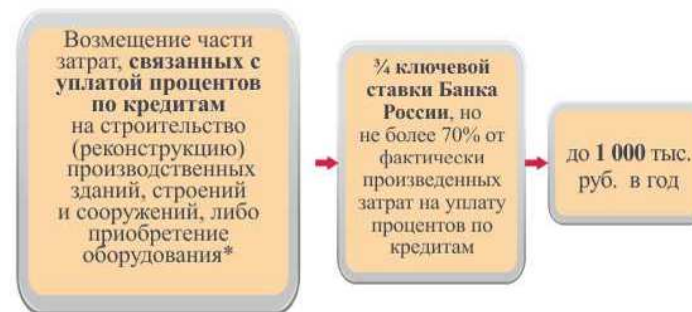 Возмещение части
затрат, связанных с
уплатой процентов
по кредитам
на строительство
(реконструкцию)
производственных
зданий, строений
и сооружений, либо
приобретение
оборудования*
¾ ключевой
ставки Банка
России, но
не более 70% от
фактически
произведенных
затрат на уплату
процентов по
кредитам
до 1 000 тыс.
руб. в год